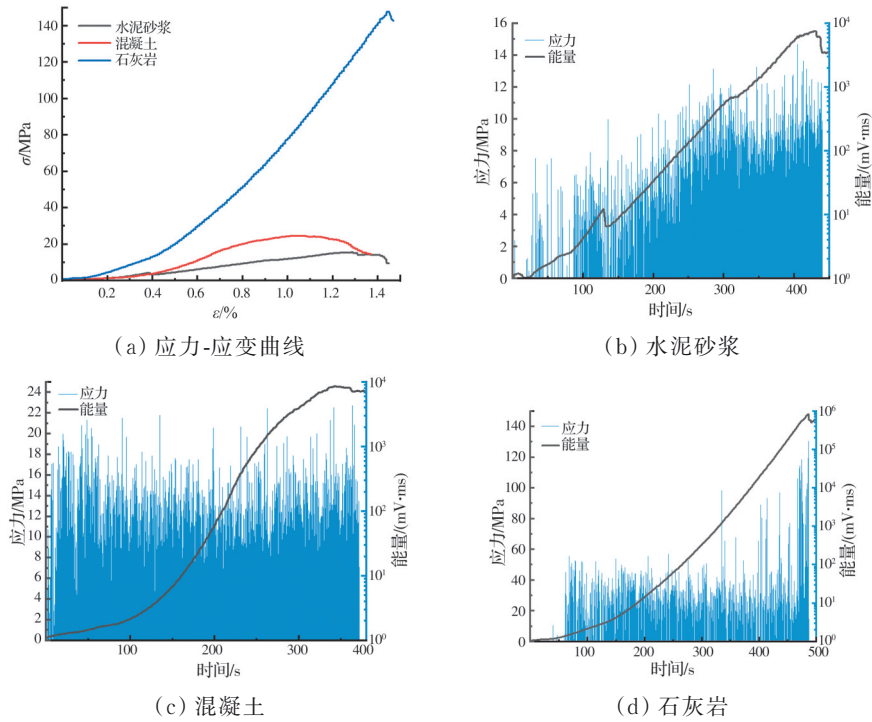 水泥砂浆
混凝土
石灰岩
140
120
100
80
60
40
20
0
σ/MPa
0.2 0.4 0.6 0.8 1.0 1.2 1.4
ε/%
(a) 应力-应变曲线
应力
能量
16
14
12
10
8
6
4
2
0
应力/MPa
10⁴
10³
10²
10¹
10⁰
能量/(mV·ms)
100 200 300 400
时间/s
(b) 水泥砂浆
应力
能量
24
22
20
18
16
14
12
10
8
6
4
2
0
应力/MPa
10⁴
10³
10²
10¹
10⁰
能量/(mV·ms)
100 200 300 400
时间/s
(c) 混凝土
应力
能量
140
120
100
80
60
40
20
0
应力/MPa
10⁶
10⁵
10⁴
10³
10²
10¹
10⁰
能量/(mV·ms)
100 200 300 400 500
时间/s
(d) 石灰岩